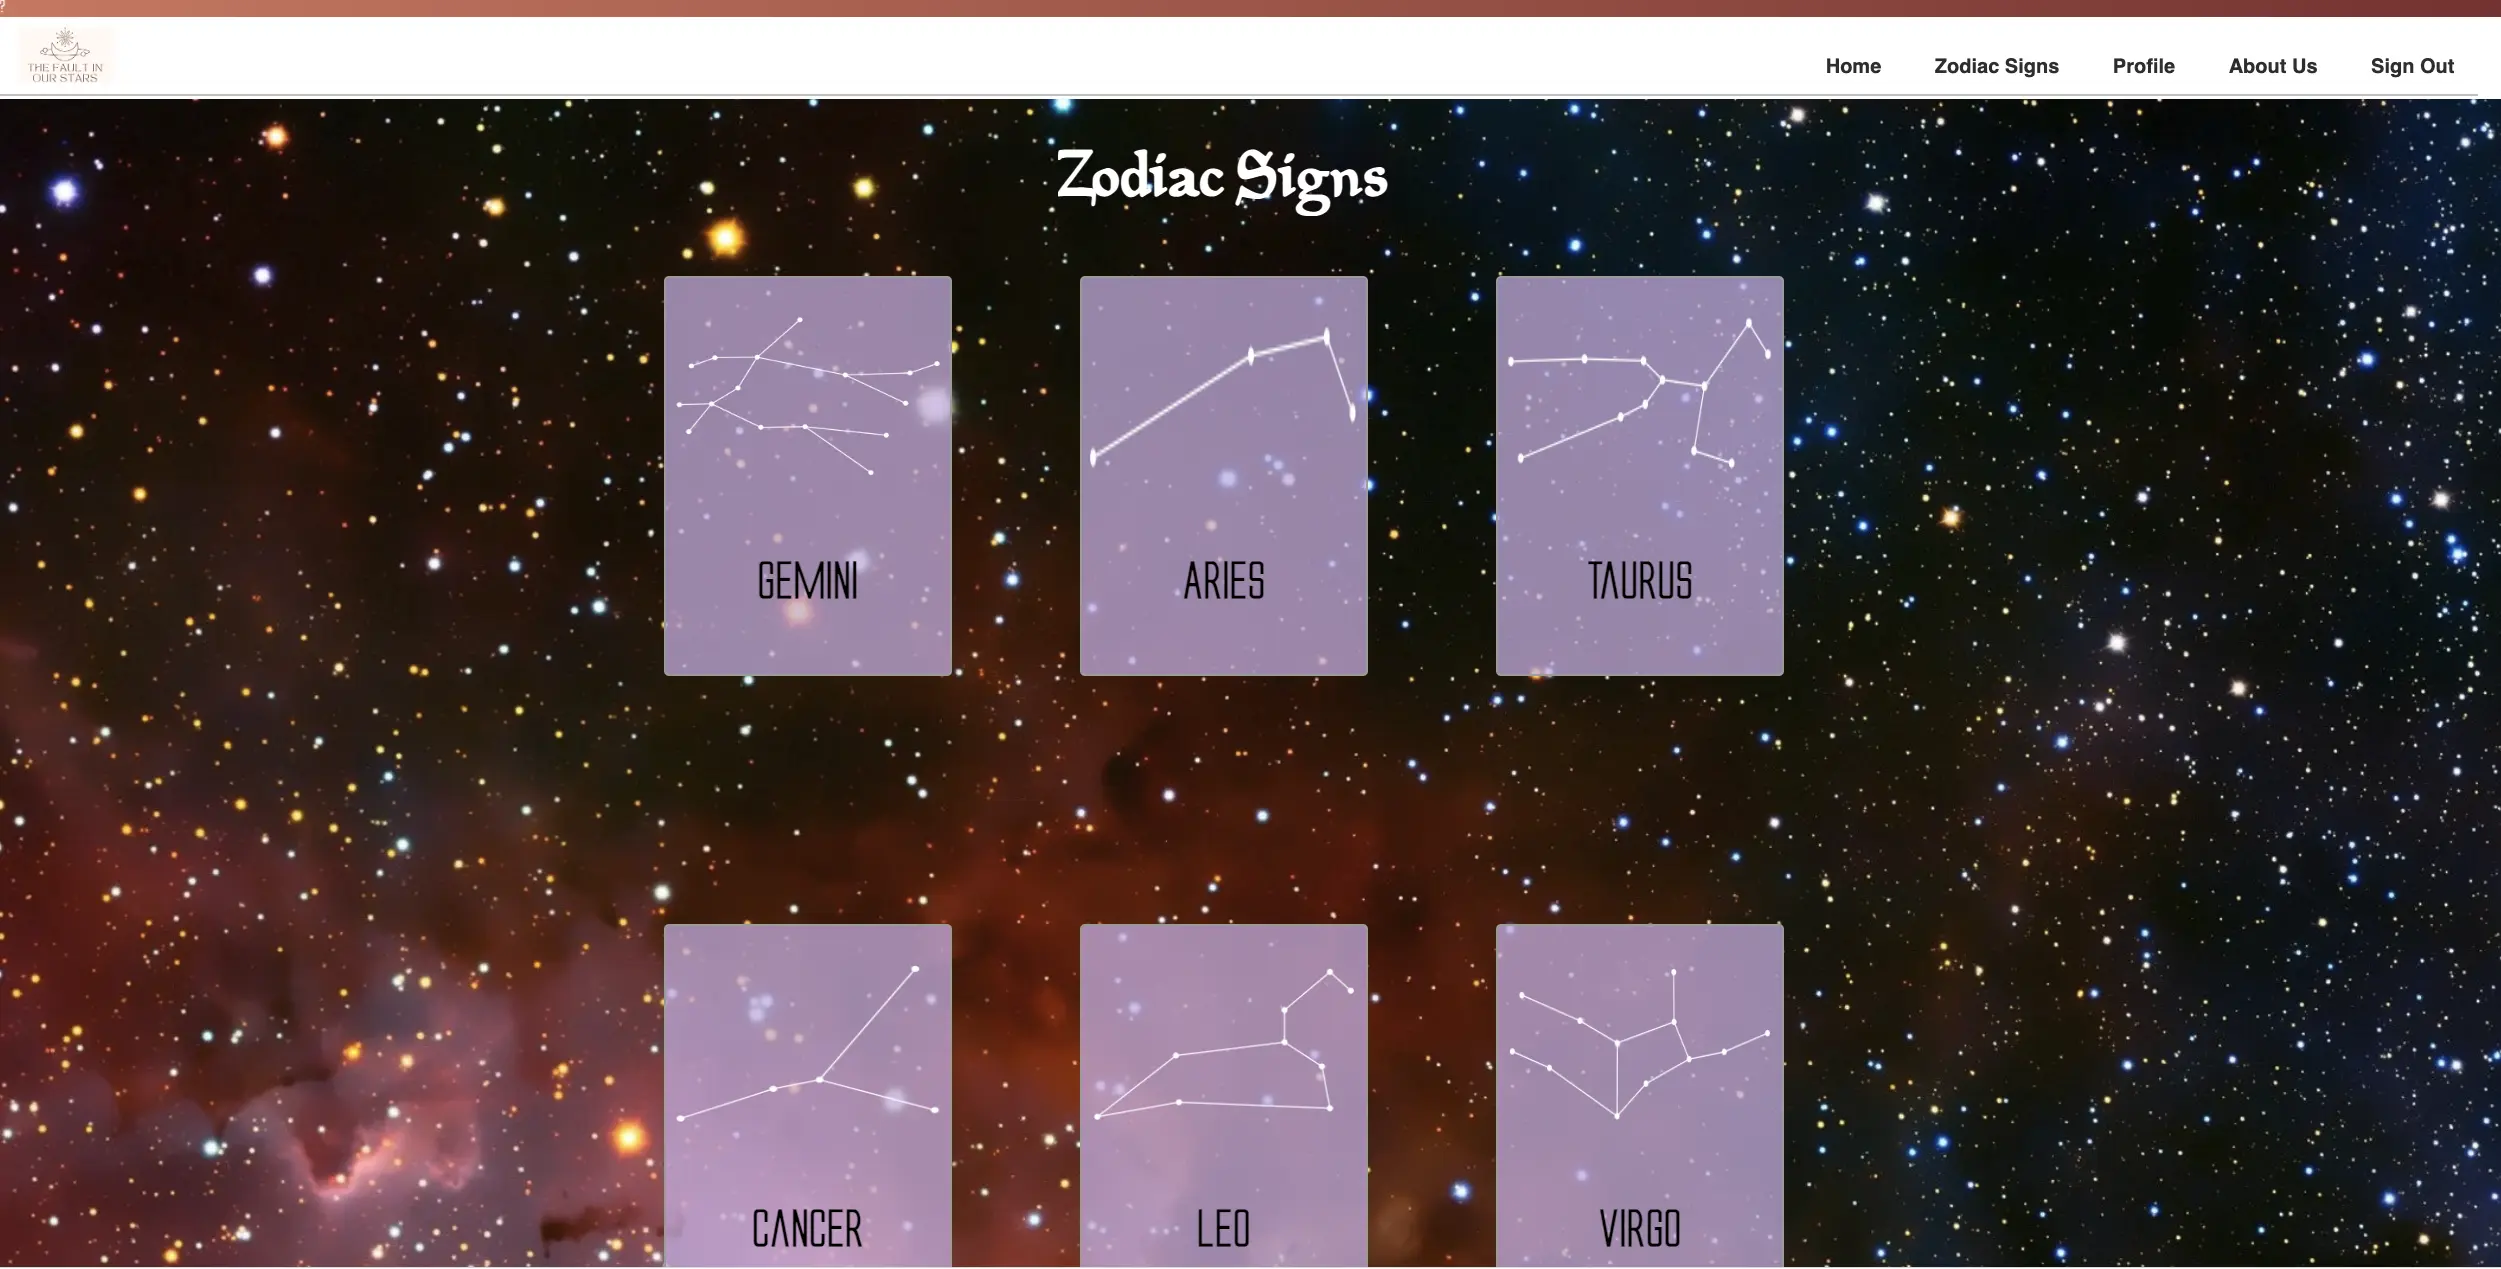 ?
THE FAULT IN
OUR STARS
Home Zodiac Signs Profile About Us Sign Out
Zodiac Signs
GEMINI ARIES TAURUS
CANCER LEO VIRGO